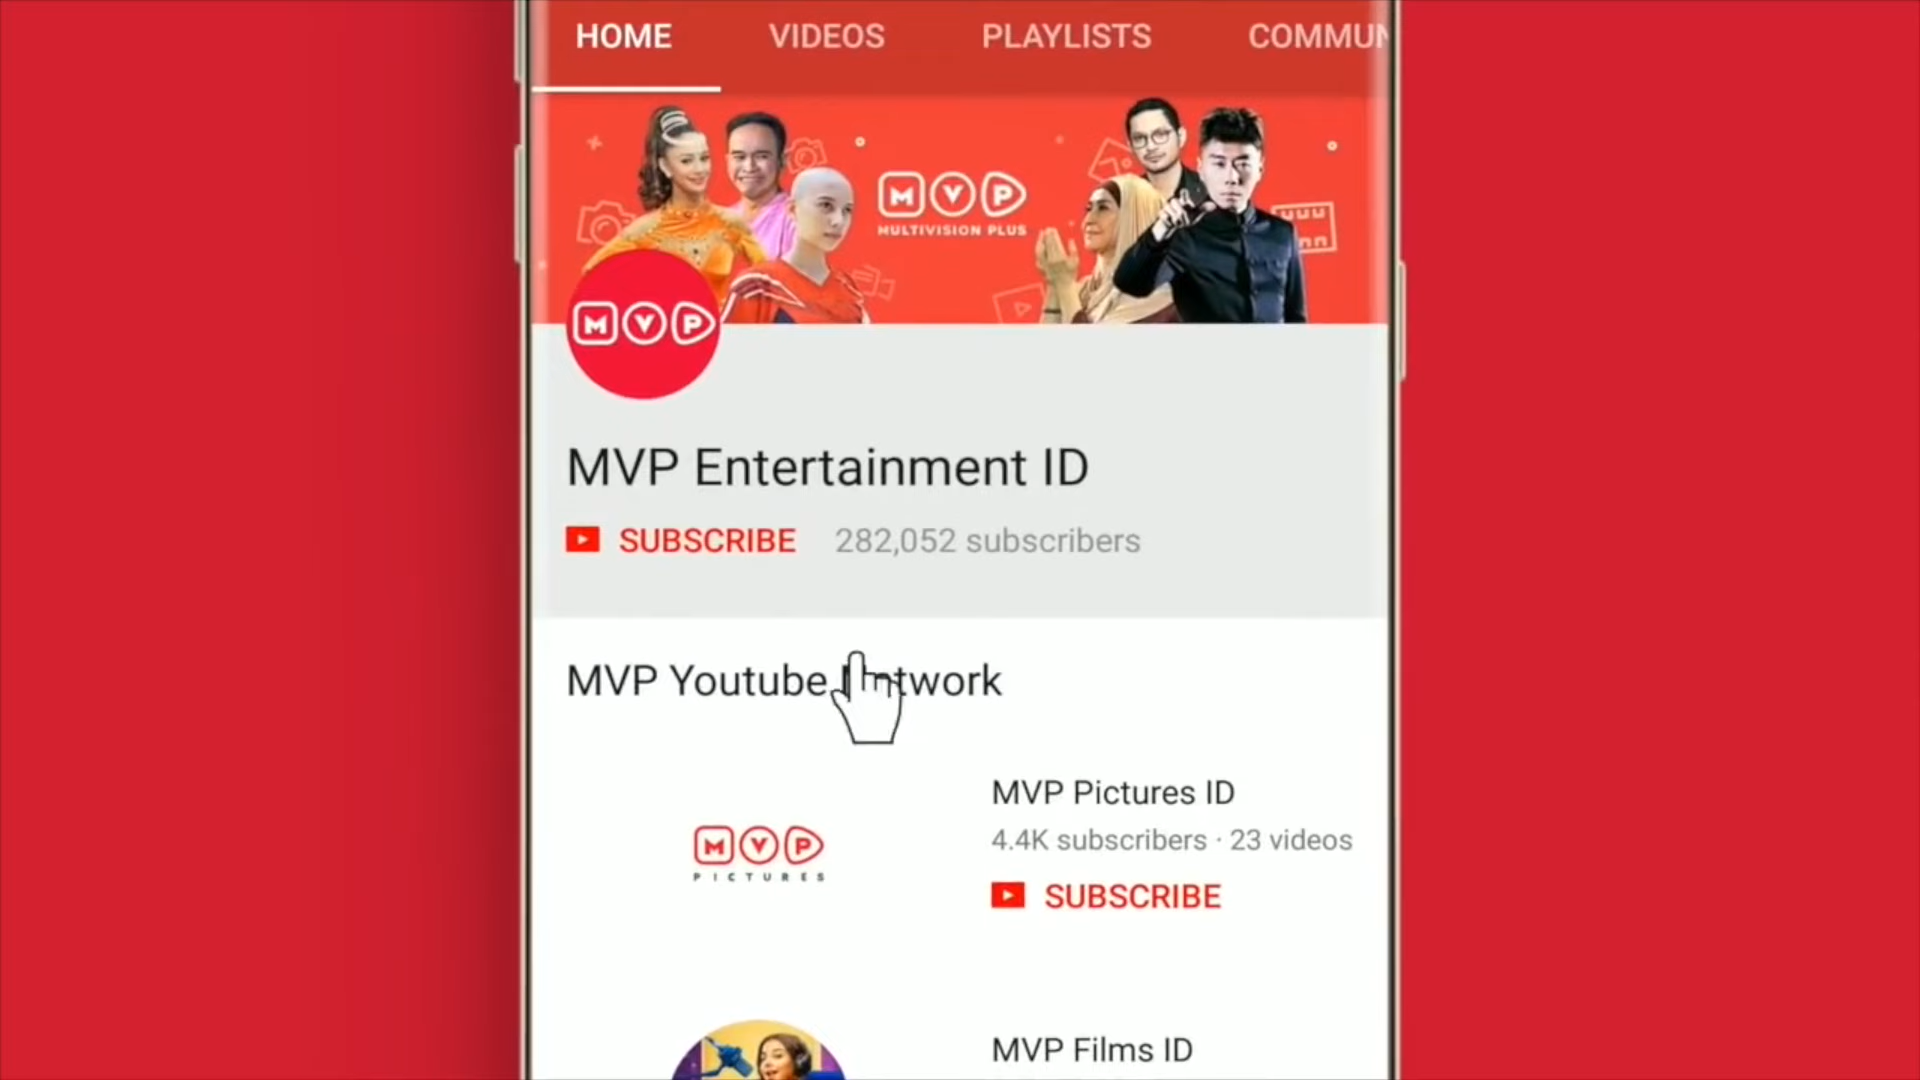 HOME VIDEOS PLAYLISTS COMMUN
MVP
MULTIVISION PLUS
MVP
MVP Entertainment ID
SUBSCRIBE 282,052 subscribers
MVP Youtube
MVP Pictures ID
4.4K subscribers · 23 videos
MVP
PICTURES
SUBSCRIBE
MVP Films ID